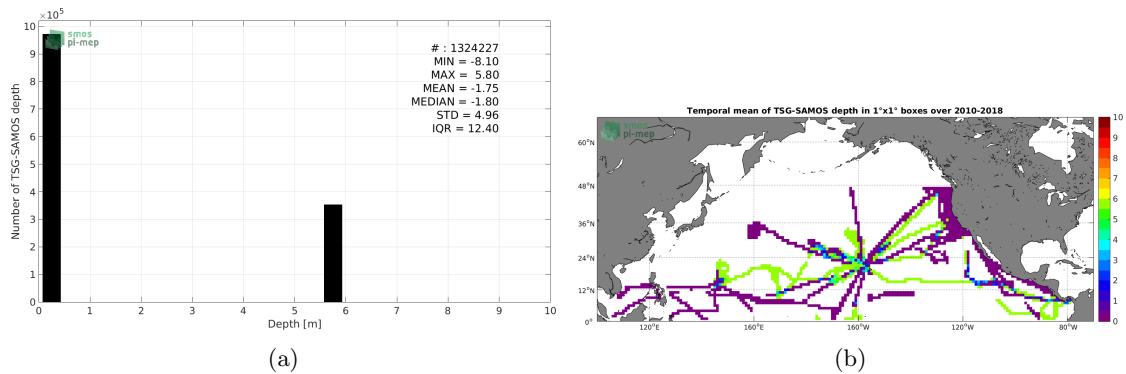 ×10⁵
10
9
8
7
6
5
4
3
2
1
0
Number of TSG-SAMOS depth
smos
pi-mep
# : 1324227
MIN = -8.10
MAX = 5.80
MEAN = -1.75
MEDIAN = -1.80
STD = 4.96
IQR = 12.40
0 1 2 3 4 5 6 7 8 9 10
Depth [m]
(a)
Temporal mean of TSG-SAMOS depth in 1°x1° boxes over 2010-2018
smos
pi-mep
60°N
48°N
36°N
24°N
12°N
0°
120°E 160°E 160°W 120°W 80°W
10
9
8
7
6
5
4
3
2
1
0
(b)